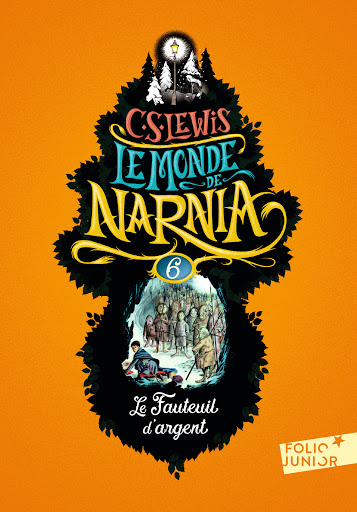 C.S. LEWIS
LE MONDE
DE
NARNIA
6
Le Fauteuil
d'argent
FOLIO
JUNIOR